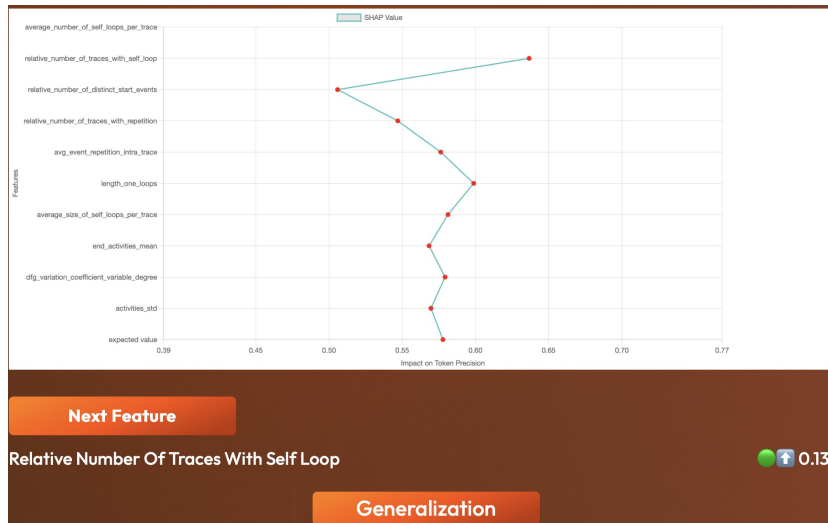 SHAP Value
average_number_of_self_loops_per_trace
relative_number_of_traces_with_self_loop
relative_number_of_distinct_start_events
relative_number_of_traces_with_repetition
avg_event_repetition_intra_trace
Features
length_one_loops
average_size_of_self_loops_per_trace
end_activities_mean
dfg_variation_coefficient_variable_degree
activities_std
expected value
0.39 0.45 0.50 0.55 0.60 0.65 0.70 0.77
Impact on Token Precision
Next Feature
Relative Number Of Traces With Self Loop 0.13
Generalization